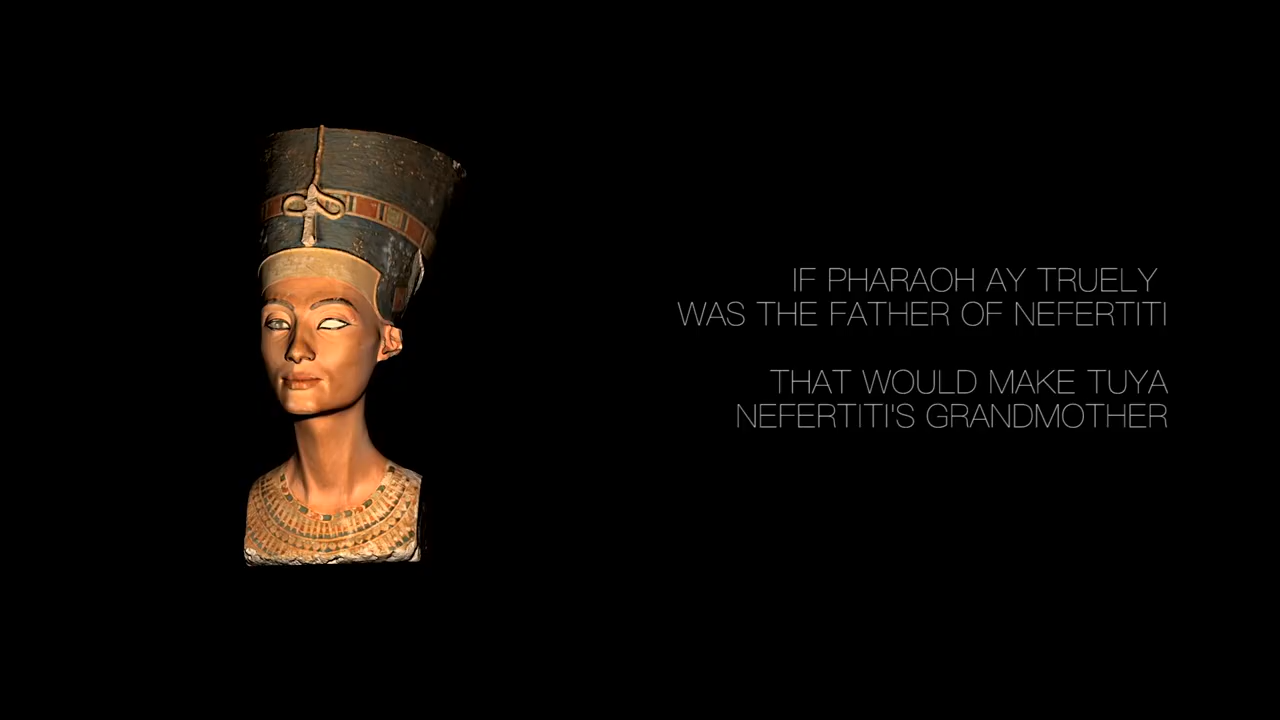 IF PHARAOH AY TRUELY
WAS THE FATHER OF NEFERTITI
THAT WOULD MAKE TUYA
NEFERTITI'S GRANDMOTHER